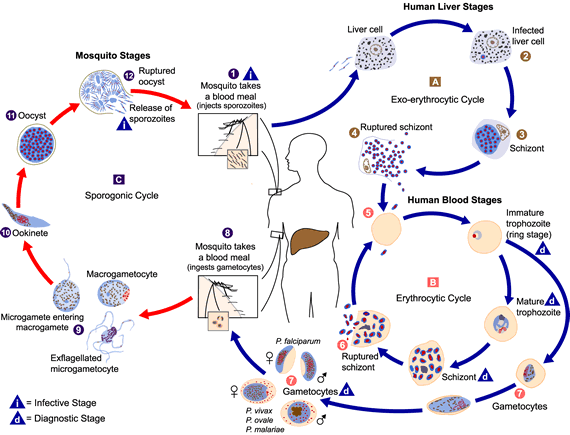 Human Liver Stages
Liver cell
Infected
liver cell
2
Mosquito Stages
12 Ruptured
oocyst
1 i
Mosquito takes
a blood meal
(injects sporozoites)
A
Exo-erythrocytic Cycle
Release of
sporozoites
i
11 Oocyst
4 Ruptured schizont
3
Schizont
C
Sporogonic Cycle
Human Blood Stages
5
Immature
trophozoite
(ring stage)
10 Ookinete
8
Mosquito takes
a blood meal
(ingests gametocytes)
d
B
Erythrocytic Cycle
Macrogametocyte
d
Mature
trophozoite
Microgamete entering
macrogamete 9
6
Ruptured
schizont
Exflagellated
microgametocyte
P. falciparum
♀
♂
7
Gametocytes d
Schizont d
7
Gametocytes
♀
♂
P. vivax
P. ovale
P. malariae
i = Infective Stage
d = Diagnostic Stage